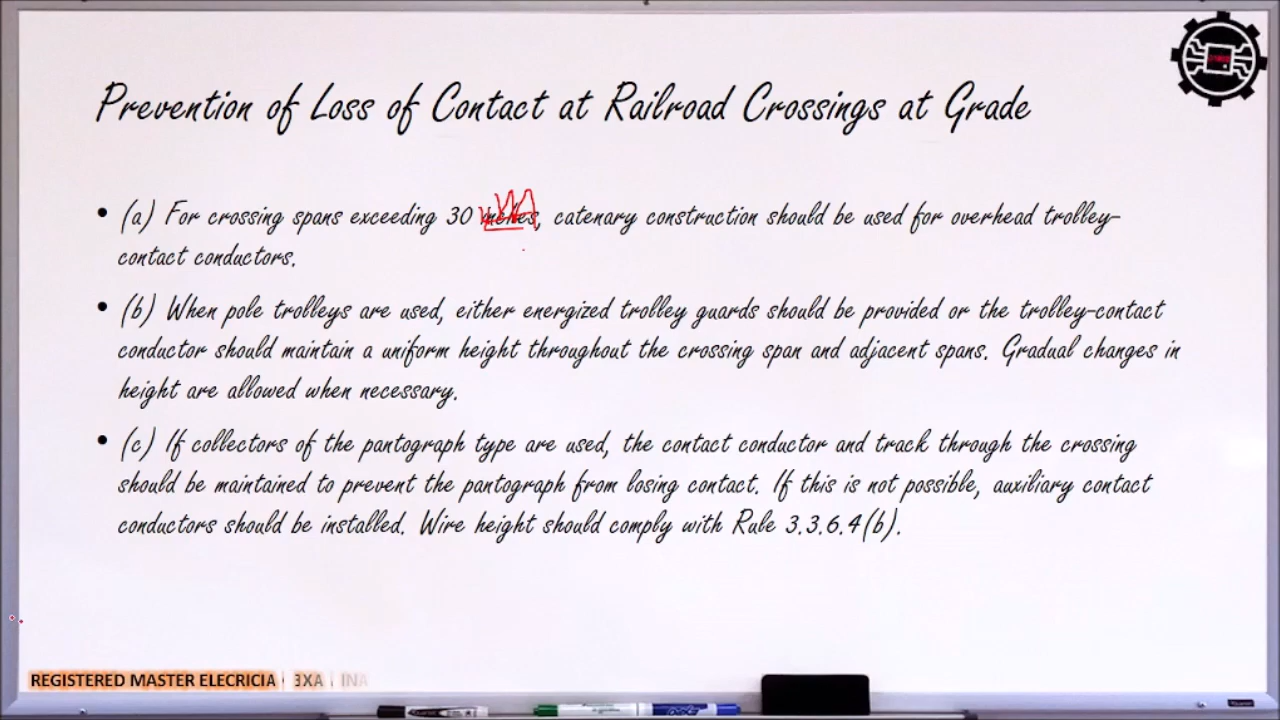 Prevention of Loss of Contact at Railroad Crossings at Grade
• (a) For crossing spans exceeding 30 inches, catenary construction should be used for overhead trolley-
contact conductors.
• (b) When pole trolleys are used, either energized trolley guards should be provided or the trolley-contact
conductor should maintain a uniform height throughout the crossing span and adjacent spans. Gradual changes in
height are allowed when necessary.
• (c) If collectors of the pantograph type are used, the contact conductor and track through the crossing
should be maintained to prevent the pantograph from losing contact. If this is not possible, auxiliary contact
conductors should be installed. Wire height should comply with Rule 3.3.6.4(b).
REGISTERED MASTER ELECRICIA